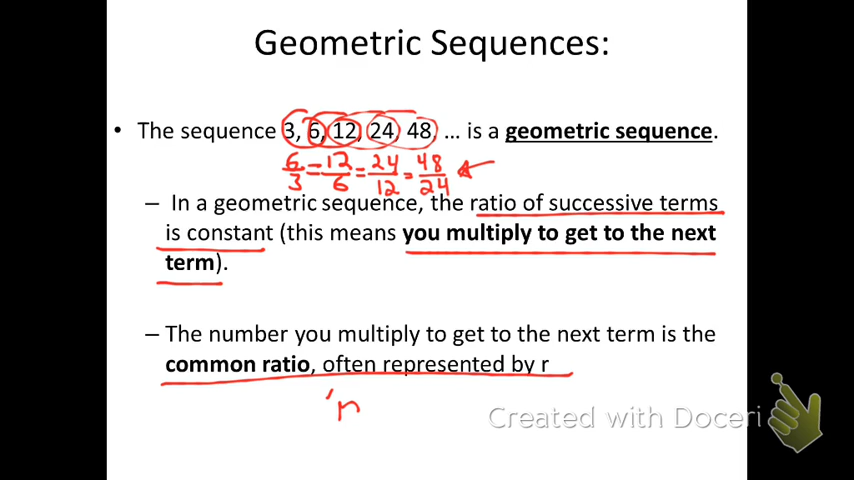 Geometric Sequences:
• The sequence 3, 6, 12, 24, 48, … is a geometric sequence.
6/3 = 12/6 = 24/12 = 48/24
– In a geometric sequence, the ratio of successive terms
is constant (this means you multiply to get to the next
term).
– The number you multiply to get to the next term is the
common ratio, often represented by r
'r
Created with Doceri